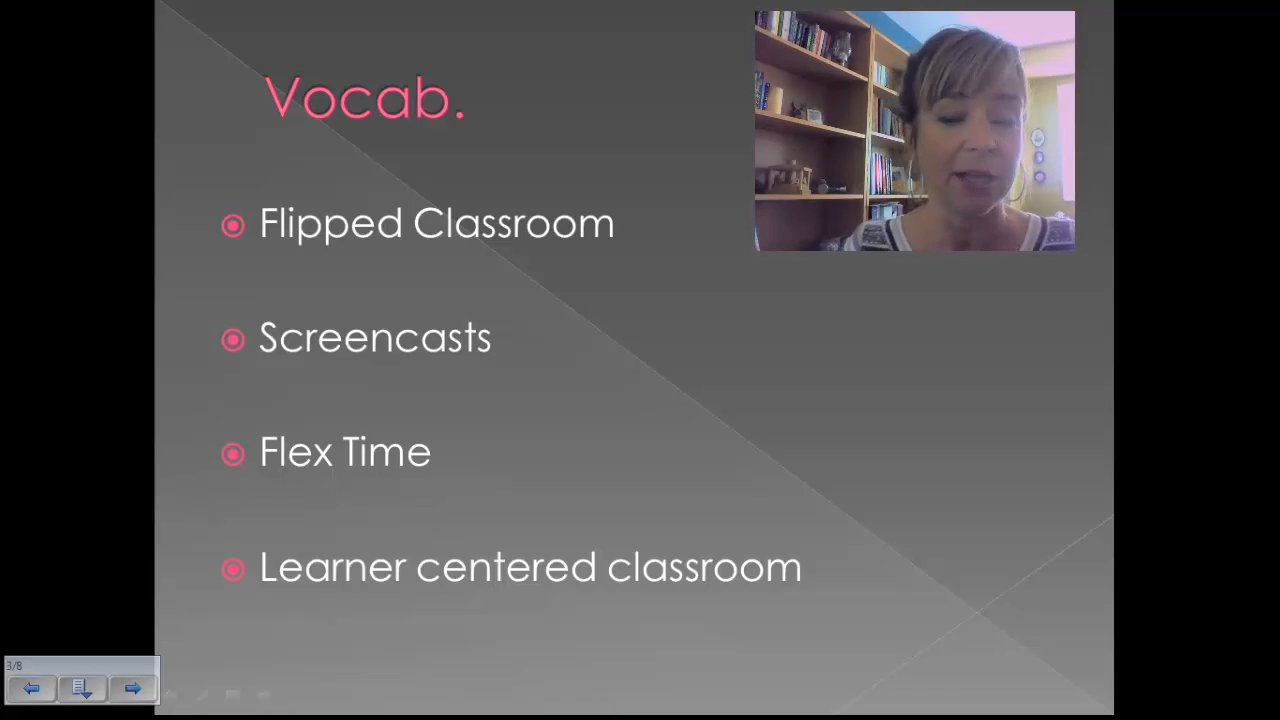 Vocab.
Flipped Classroom
Screencasts
Flex Time
Learner centered classroom
3/8